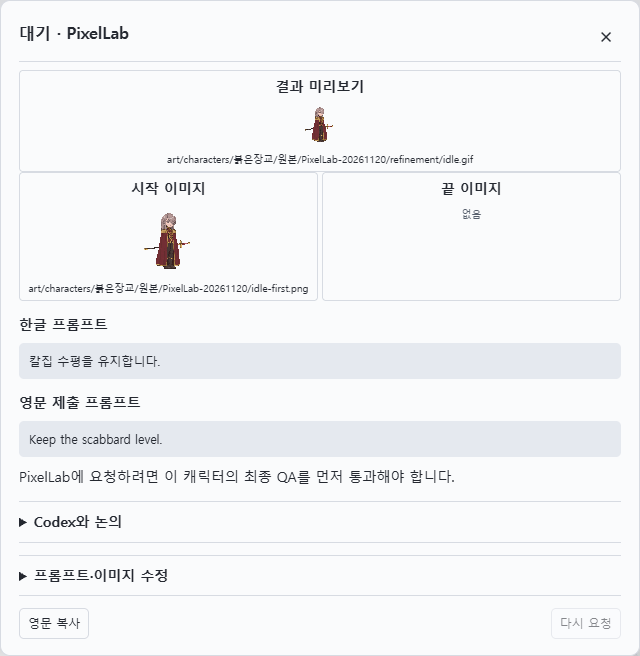 대기 · PixelLab
×
결과 미리보기
art/characters/붉은장교/원본/PixelLab-20261120/refinement/idle.gif
시작 이미지
art/characters/붉은장교/원본/PixelLab-20261120/idle-first.png
끝 이미지
없음
한글 프롬프트
칼집 수평을 유지합니다.
영문 제출 프롬프트
Keep the scabbard level.
PixelLab에 요청하려면 이 캐릭터의 최종 QA를 먼저 통과해야 합니다.
▶ Codex와 논의
▶ 프롬프트·이미지 수정
영문 복사
다시 요청